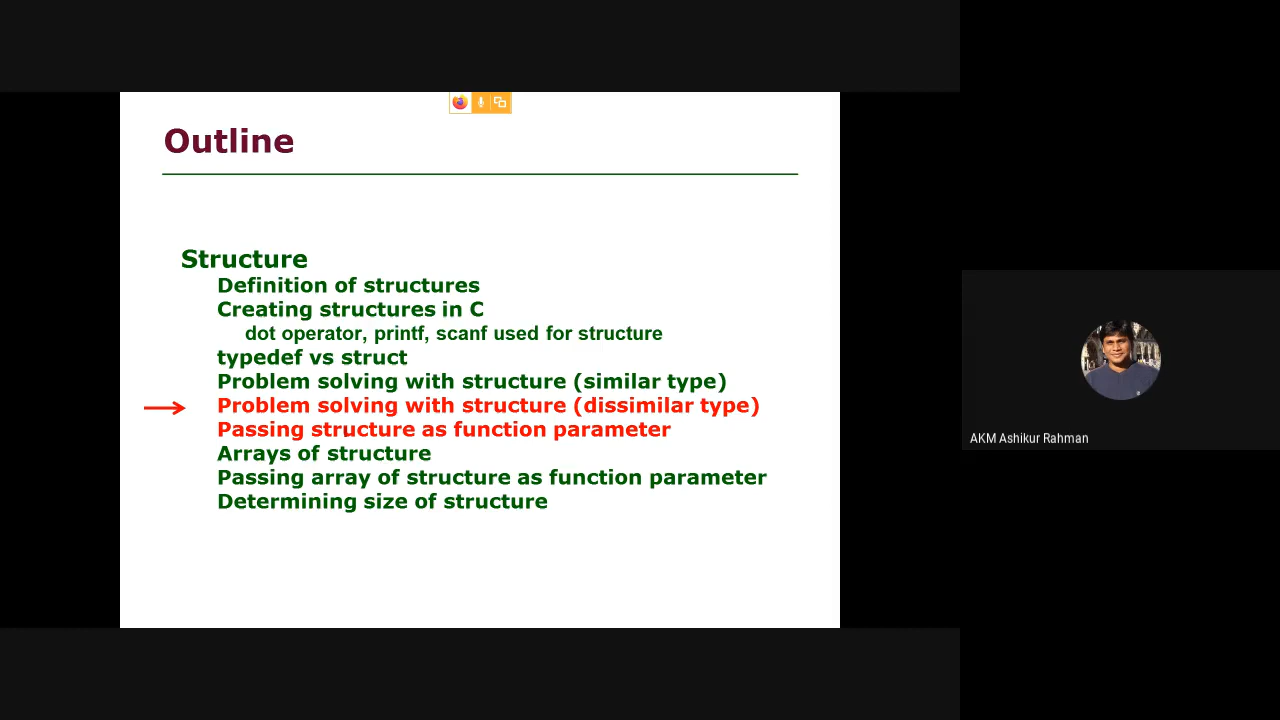 Outline
Structure
Definition of structures
Creating structures in C
dot operator, printf, scanf used for structure
typedef vs struct
Problem solving with structure (similar type)
Problem solving with structure (dissimilar type)
Passing structure as function parameter
Arrays of structure
Passing array of structure as function parameter
Determining size of structure
AKM Ashikur Rahman